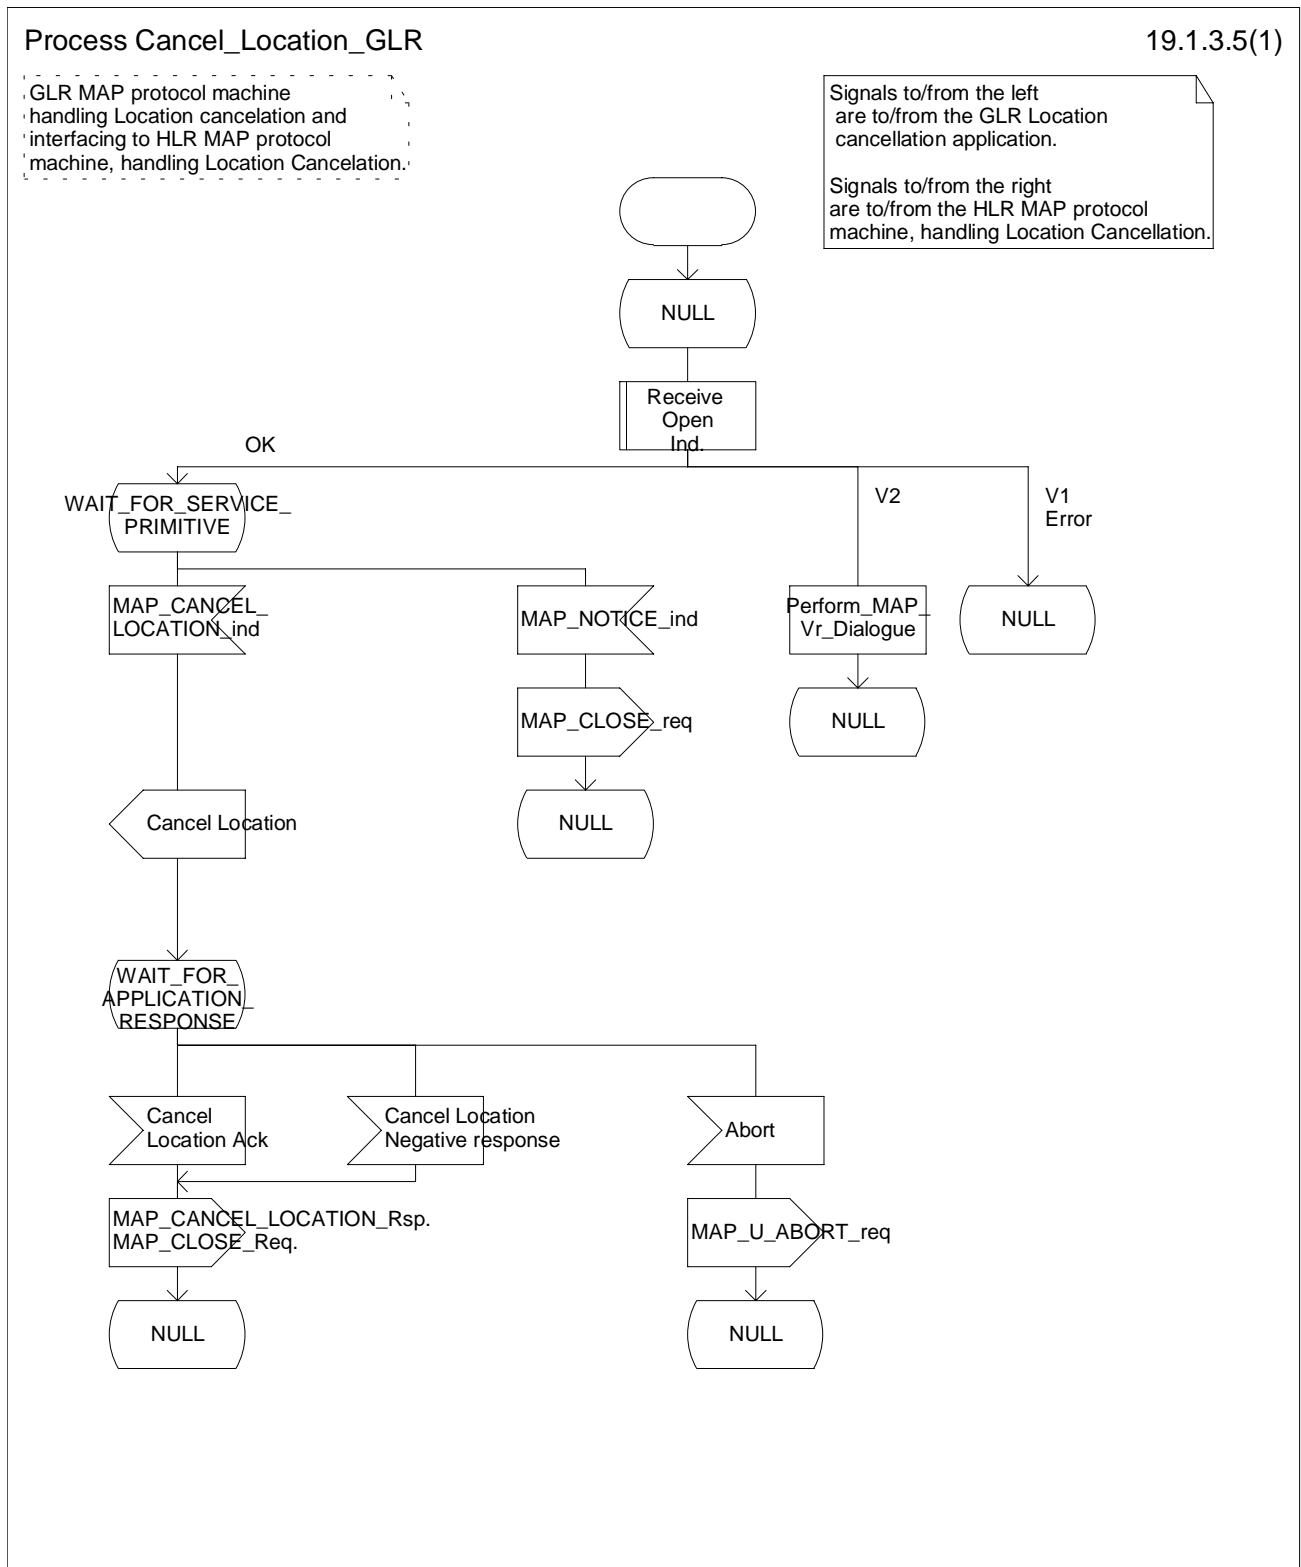 Process Cancel_Location_GLR
19.1.3.5(1)
GLR MAP protocol machine
handling Location cancelation and
interfacing to HLR MAP protocol
machine, handling Location Cancelation.
Signals to/from the left
are to/from the GLR Location
cancellation application.
Signals to/from the right
are to/from the HLR MAP protocol
machine, handling Location Cancellation.
NULL
Receive
Open
Ind.
OK
V2
V1
Error
WAIT_FOR_SERVICE_
PRIMITIVE
MAP_CANCEL_
LOCATION_ind
MAP_NOTICE_ind
Perform_MAP_
Vr_Dialogue
NULL
MAP_CLOSE_req
NULL
Cancel Location
NULL
WAIT_FOR_
APPLICATION_
RESPONSE
Cancel
Location Ack
Cancel Location
Negative response
Abort
MAP_CANCEL_LOCATION_Rsp.
MAP_CLOSE_Req.
MAP_U_ABORT_req
NULL
NULL